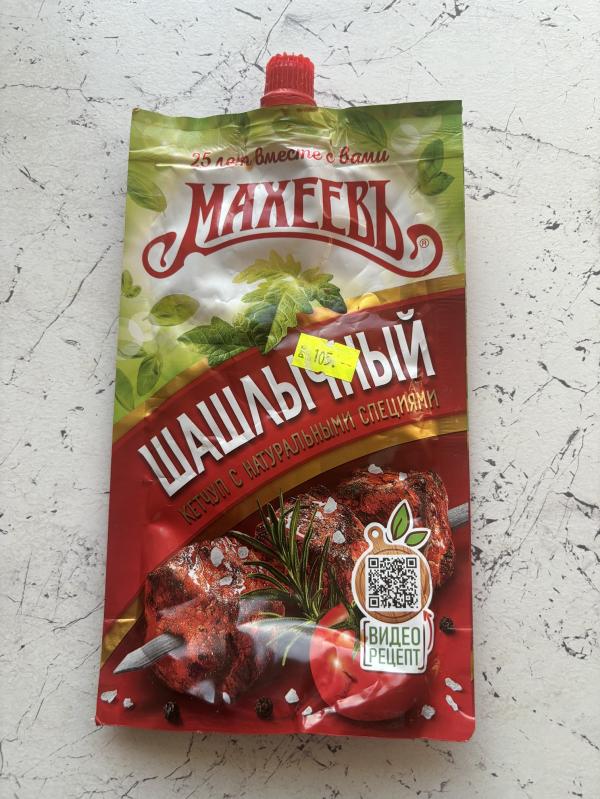 25 лет вместе с вами
МАХЕЕВЪ®
105
ШАШЛЫЧНЫЙ
КЕТЧУП С НАТУРАЛЬНЫМИ СПЕЦИЯМИ
ВИДЕО
РЕЦЕПТ